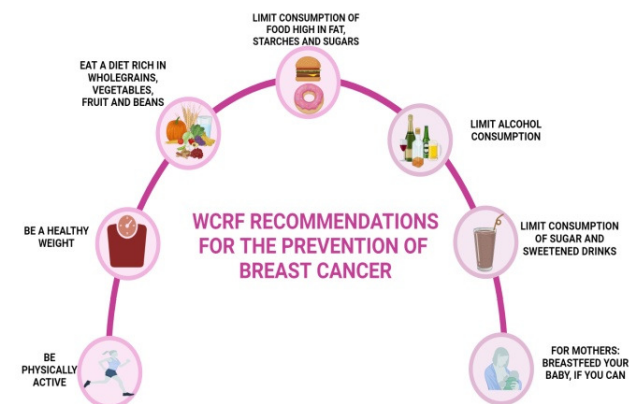 LIMIT CONSUMPTION OF
FOOD HIGH IN FAT,
STARCHES AND SUGARS
EAT A DIET RICH IN
WHOLEGRAINS,
VEGETABLES,
FRUIT AND BEANS
LIMIT ALCOHOL
CONSUMPTION
BE A HEALTHY
WEIGHT
WCRF RECOMMENDATIONS
FOR THE PREVENTION OF
BREAST CANCER
LIMIT CONSUMPTION
OF SUGAR AND
SWEETENED DRINKS
BE
PHYSICALLY
ACTIVE
FOR MOTHERS:
BREASTFEED YOUR
BABY, IF YOU CAN